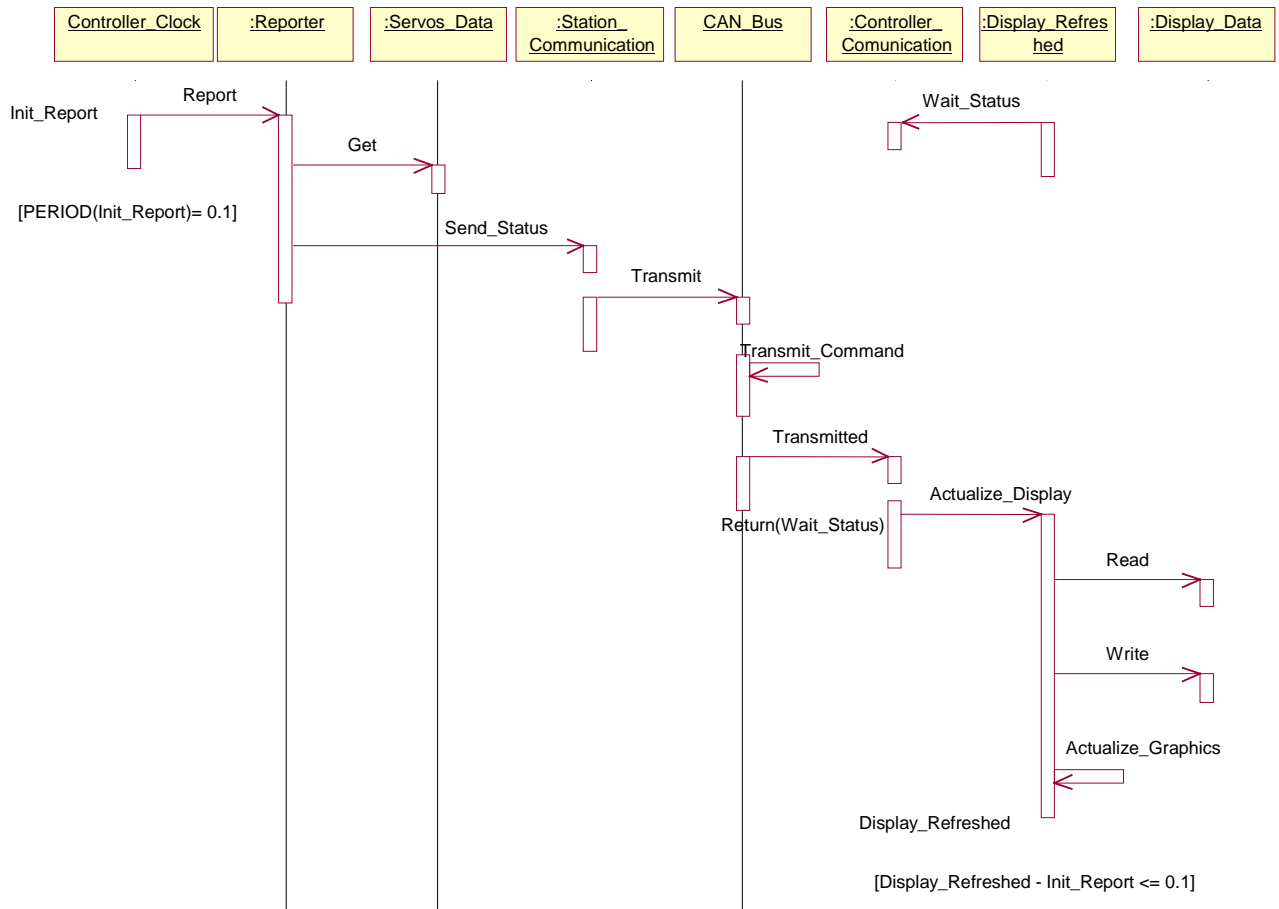 Controller_Clock
:Reporter
:Servos_Data
:Station_
Communication
CAN_Bus
:Controller_
Comunication
:Display_Refres
hed
:Display_Data
Report
Wait_Status
Init_Report
Get
[PERIOD(Init_Report)= 0.1]
Send_Status
Transmit
Transmit_Command
Transmitted
Actualize_Display
Return(Wait_Status)
Read
Write
Actualize_Graphics
Display_Refreshed
[Display_Refreshed - Init_Report <= 0.1]